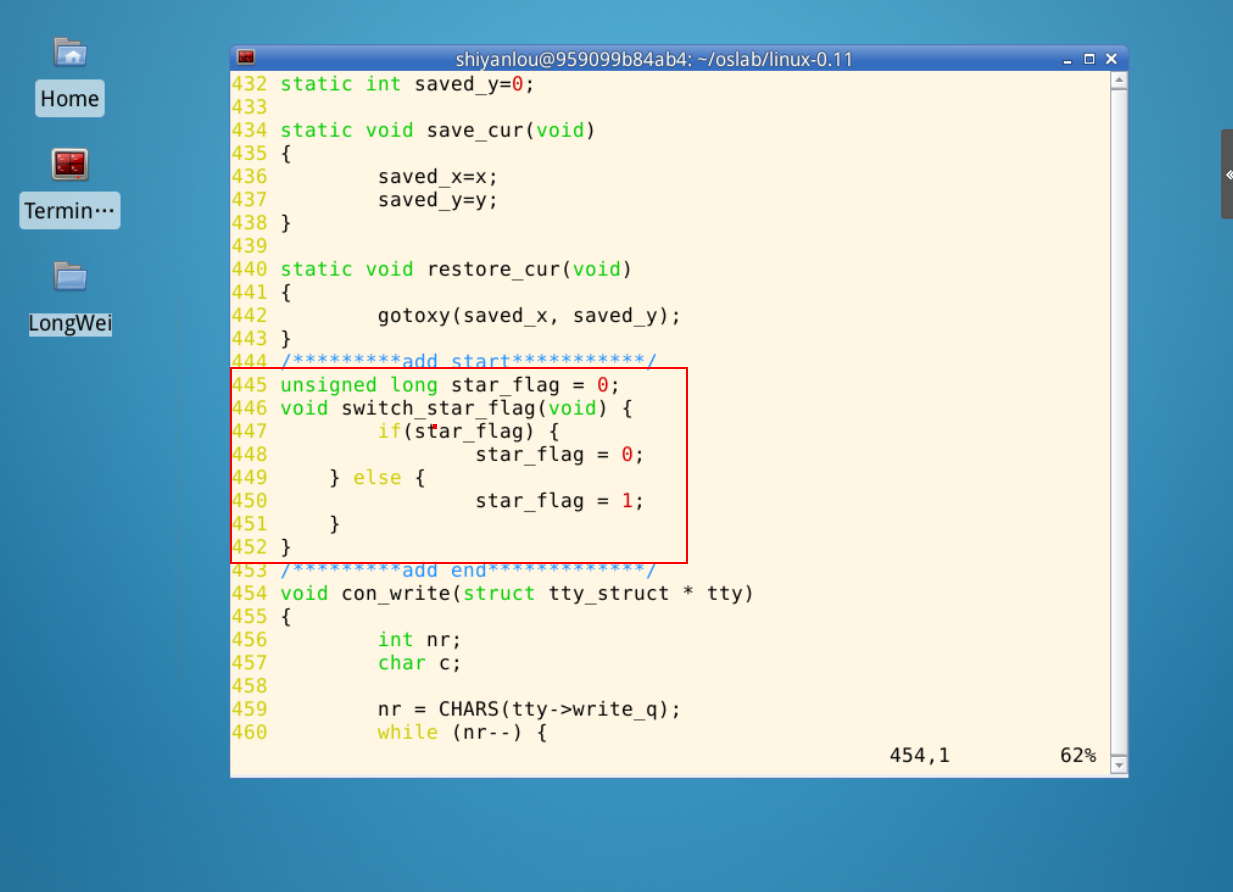 Home
Termin···
LongWei
shiyanlou@959099b84ab4: ~/oslab/linux-0.11
432 static int saved_y=0;
433
434 static void save_cur(void)
435 {
436         saved_x=x;
437         saved_y=y;
438 }
439
440 static void restore_cur(void)
441 {
442         gotoxy(saved_x, saved_y);
443 }
444 /*********add start***********/
445 unsigned long star_flag = 0;
446 void switch_star_flag(void) {
447         if(star_flag) {
448                 star_flag = 0;
449     } else {
450                 star_flag = 1;
451     }
452 }
453 /*********add end*************/
454 void con_write(struct tty_struct * tty)
455 {
456         int nr;
457         char c;
458
459         nr = CHARS(tty->write_q);
460         while (nr--) {
454,1 62%